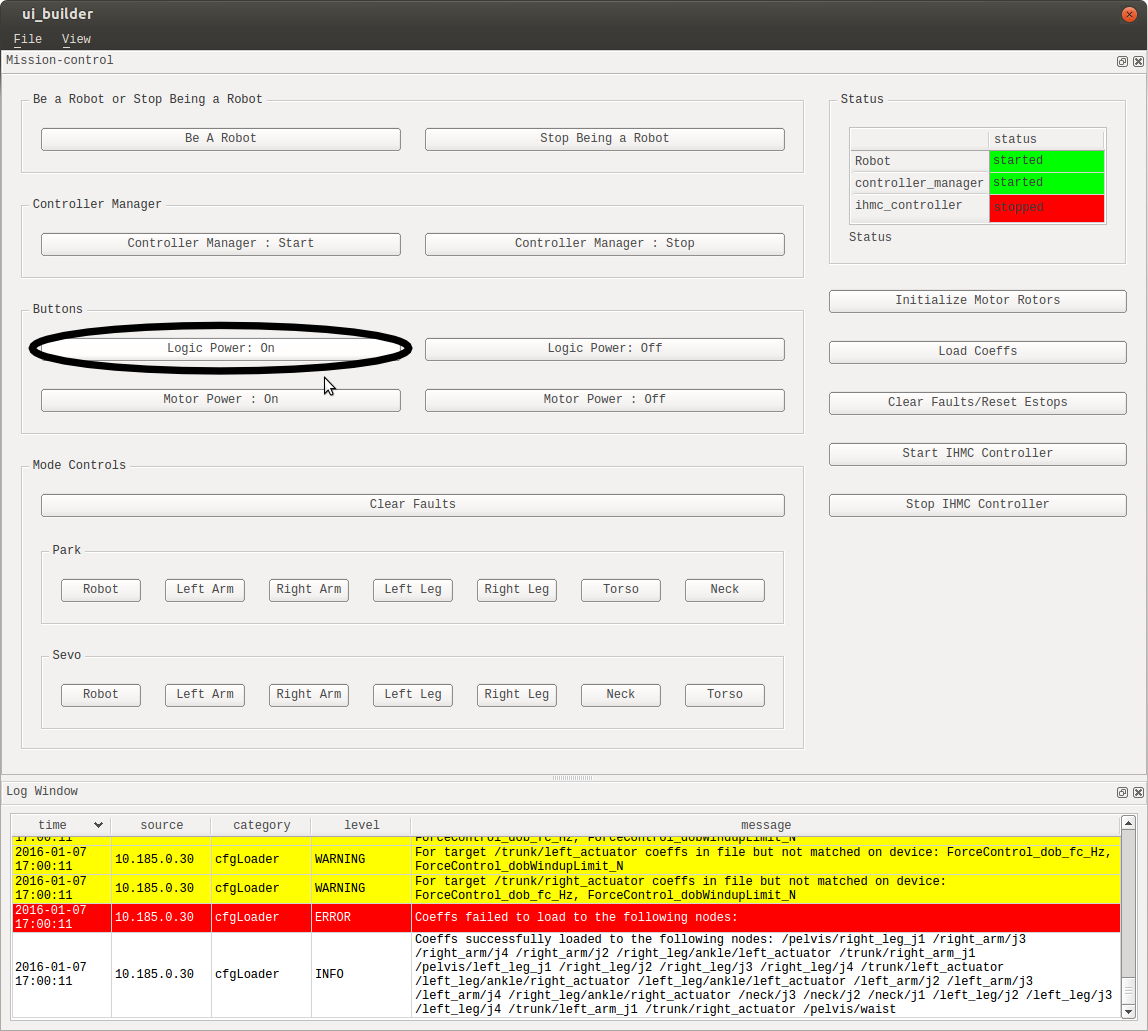 ui_builder
File View
Mission-control
Be a Robot or Stop Being a Robot
Be A Robot
Stop Being a Robot
Controller Manager
Controller Manager : Start
Controller Manager : Stop
Buttons
Logic Power: On
Logic Power: Off
Motor Power : On
Motor Power : Off
Mode Controls
Clear Faults
Park
Robot
Left Arm
Right Arm
Left Leg
Right Leg
Torso
Neck
Sevo
Robot
Left Arm
Right Arm
Left Leg
Right Leg
Neck
Torso
Status
status
Robot started
controller_manager started
ihmc_controller stopped
Status
Initialize Motor Rotors
Load Coeffs
Clear Faults/Reset Estops
Start IHMC Controller
Stop IHMC Controller
Log Window
time source category level message
17:00:11 ForceControl_dob_fc_Hz, ForceControl_dobWindupLimit_N
2016-01-07
17:00:11
10.185.0.30
cfgLoader
WARNING
For target /trunk/left_actuator coeffs in file but not matched on device: ForceControl_dob_fc_Hz,
ForceControl_dobWindupLimit_N
2016-01-07
17:00:11
10.185.0.30
cfgLoader
WARNING
For target /trunk/right_actuator coeffs in file but not matched on device:
ForceControl_dob_fc_Hz, ForceControl_dobWindupLimit_N
2016-01-07
17:00:11
10.185.0.30
cfgLoader
ERROR
Coeffs failed to load to the following nodes:
2016-01-07
17:00:11
10.185.0.30
cfgLoader
INFO
Coeffs successfully loaded to the following nodes: /pelvis/right_leg_j1 /right_arm/j3
/right_arm/j4 /right_arm/j2 /right_leg/ankle/left_actuator /trunk/right_arm_j1
/pelvis/left_leg_j1 /right_leg/j2 /right_leg/j3 /right_leg/j4 /trunk/left_actuator
/left_leg/ankle/right_actuator /left_leg/ankle/left_actuator /left_arm/j2 /left_arm/j3
/left_arm/j4 /right_leg/ankle/right_actuator /neck/j3 /neck/j2 /neck/j1 /left_leg/j2 /left_leg/j3
/left_leg/j4 /trunk/left_arm_j1 /trunk/right_actuator /pelvis/waist